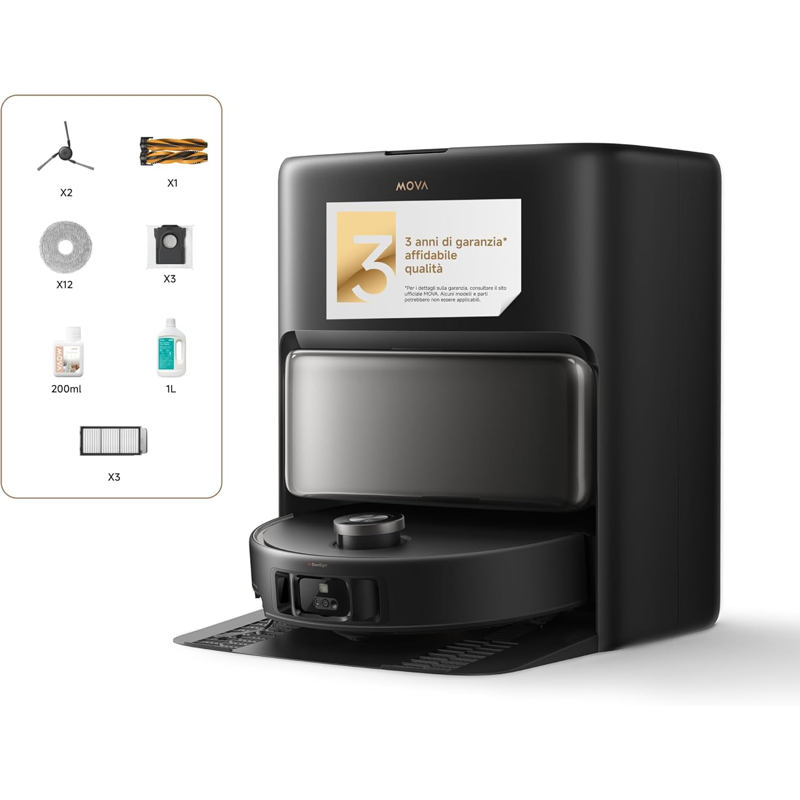 MOVA
3
3 anni di garanzia*
affidabile
qualità
*Per i dettagli sulla garanzia, consultare il sito
ufficiale MOVA. Alcuni modelli e parti
potrebbero non essere applicabili.
X2
X1
X12
X3
MOVA
200ml
1L
X3